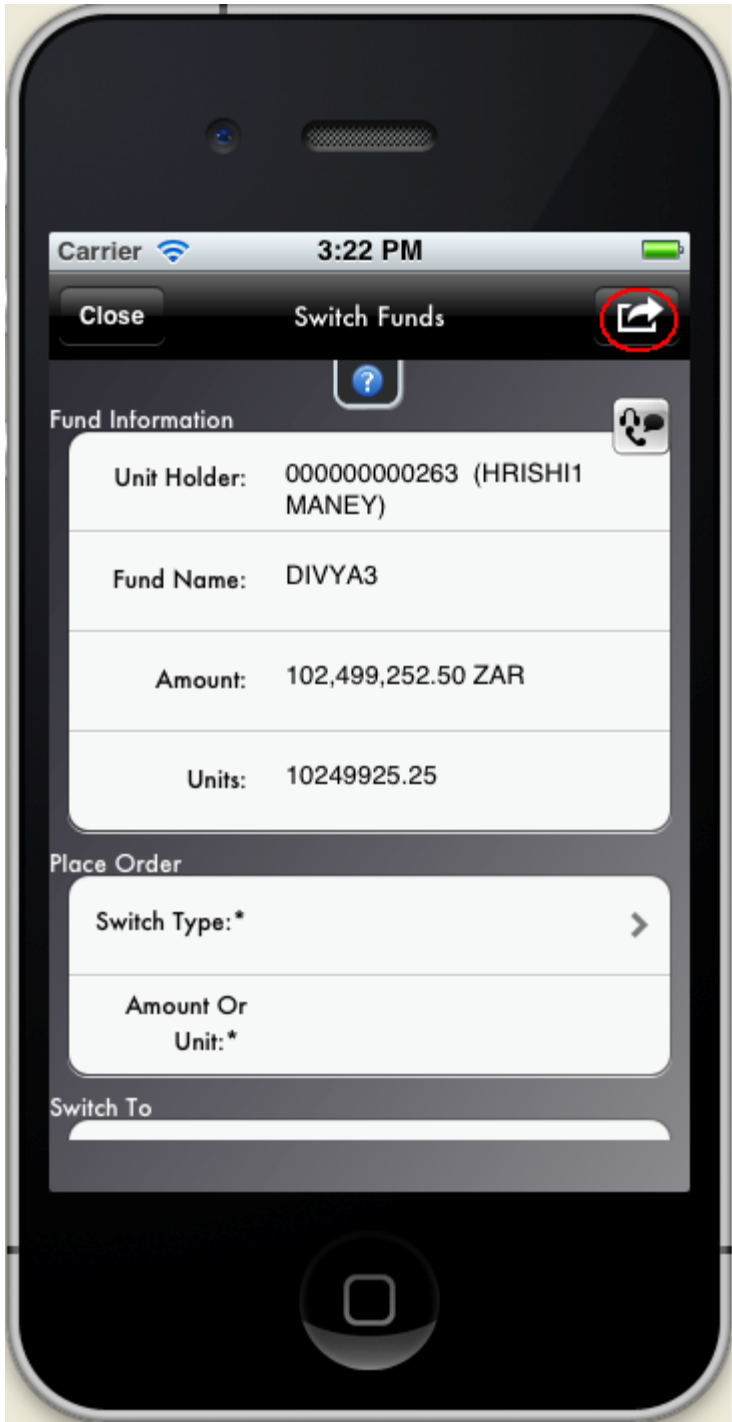 Carrier 3:22 PM
Close Switch Funds
?
Fund Information
Unit Holder: 000000000263 (HRISHI1
MANEY)
Fund Name: DIVYA3
Amount: 102,499,252.50 ZAR
Units: 10249925.25
Place Order
Switch Type:*
Amount Or
Unit:*
Switch To